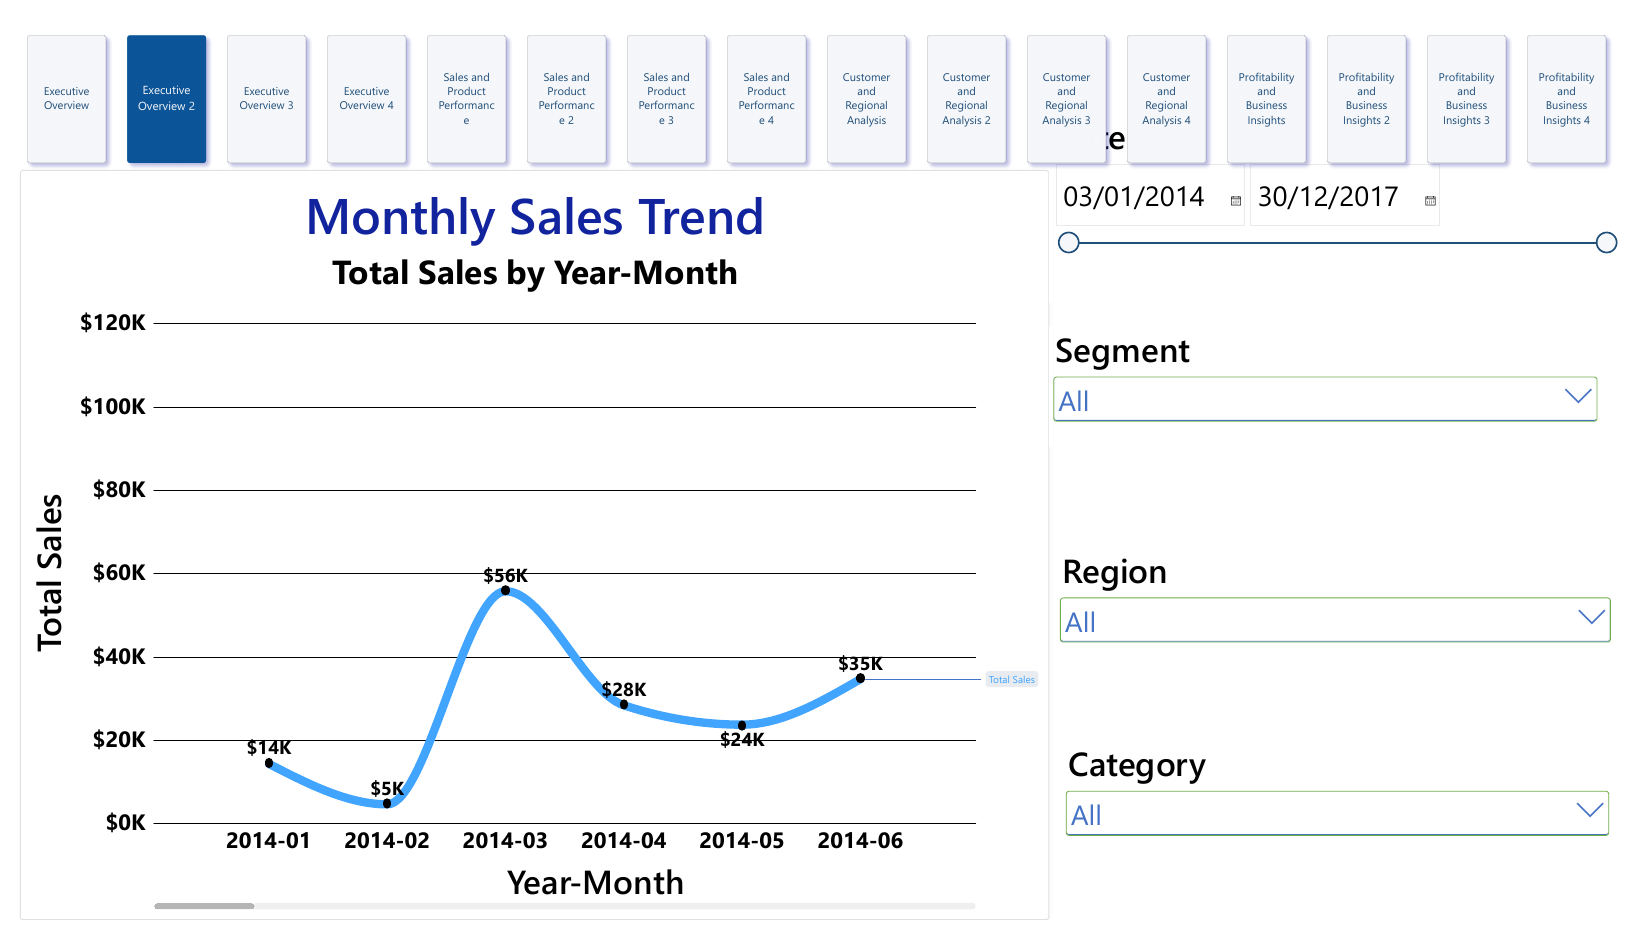 Executive
Overview
Executive
Overview 2
Executive
Overview 3
Executive
Overview 4
Sales and
Product
Performanc
e
Sales and
Product
Performanc
e 2
Sales and
Product
Performanc
e 3
Sales and
Product
Performanc
e 4
Customer
and
Regional
Analysis
Customer
and
Regional
Analysis 2
Customer
and
Regional
Analysis 3
Customer
and
Regional
Analysis 4
Profitability
and
Business
Insights
Profitability
and
Business
Insights 2
Profitability
and
Business
Insights 3
Profitability
and
Business
Insights 4
03/01/2014
30/12/2017
Monthly Sales Trend
Total Sales by Year-Month
$120K
$100K
$80K
$60K
$40K
$20K
$0K
Total Sales
$14K
$5K
$56K
$28K
$24K
$35K
Total Sales
2014-01
2014-02
2014-03
2014-04
2014-05
2014-06
Year-Month
Segment
All
Region
All
Category
All